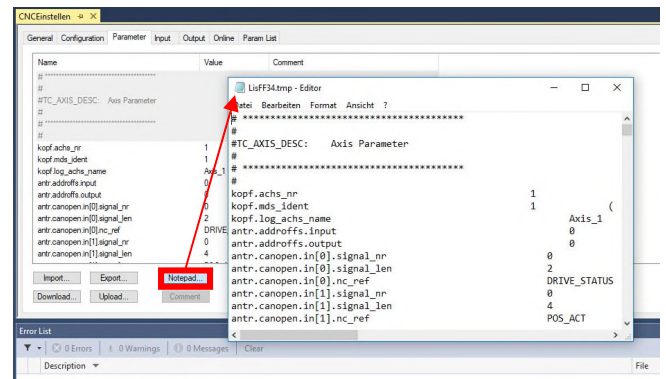 CNCEinstellen
General Configuration Parameter Input Output Online Param List
Name Value Comment
# ****************************************
#
#TC_AXIS_DESC: Axis Parameter
#
# ****************************************
#
kopf.achs_nr 1
kopf.mds_ident 1
kopf.log_achs_name Axis_1
antr.addroffs.input 0
antr.addroffs.output 0
antr.canopen.in[0].signal_nr 0
antr.canopen.in[0].signal_len 2
antr.canopen.in[0].nc_ref DRIVE
antr.canopen.in[1].signal_nr 0
antr.canopen.in[1].signal_len 4
Import... Export... Notepad...
Download... Upload... Comment
LisFF34.tmp - Editor
Datei Bearbeiten Format Ansicht ?
# ****************************************
#
#TC_AXIS_DESC: Axis Parameter
#
# ****************************************
#
kopf.achs_nr 1
kopf.mds_ident 1 (
kopf.log_achs_name Axis_1
antr.addroffs.input 0
antr.addroffs.output 0
antr.canopen.in[0].signal_nr 0
antr.canopen.in[0].signal_len 2
antr.canopen.in[0].nc_ref DRIVE_STATUS
antr.canopen.in[1].signal_nr 0
antr.canopen.in[1].signal_len 4
antr.canopen.in[1].nc_ref POS_ACT
Error List
0 Errors 0 Warnings 0 Messages Clear
Description File